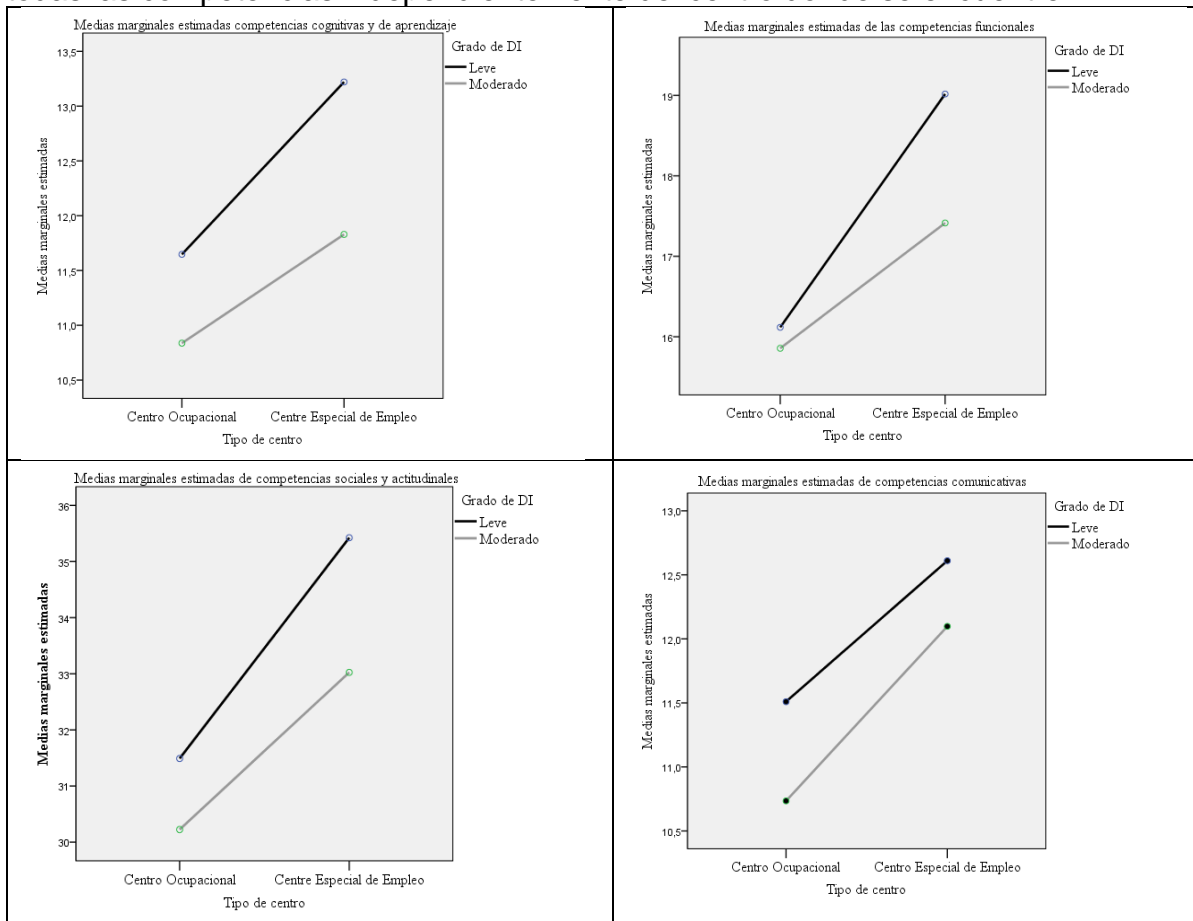 Medias marginales estimadas competencias cognitivas y de aprendizaje
Grado de DI
Leve
Moderado
13,5
13,0
12,5
12,0
11,5
11,0
10,5
Medias marginales estimadas
Centro Ocupacional
Centre Especial de Empleo
Tipo de centro
Medias marginales estimadas de las competencias funcionales
Grado de DI
Leve
Moderado
19
18
17
16
Medias marginales estimadas
Centro Ocupacional
Centre Especial de Empleo
Tipo de centro
Medias marginales estimadas de competencias sociales y actitudinales
Grado de DI
Leve
Moderado
36
35
34
33
32
31
30
Medias marginales estimadas
Centro Ocupacional
Centre Especial de Empleo
Tipo de centro
Medias marginales estimadas de competencias comunicativas
Grado de DI
Leve
Moderado
13,0
12,5
12,0
11,5
11,0
10,5
Medias marginales estimadas
Centro Ocupacional
Centre Especial de Empleo
Tipo de centro